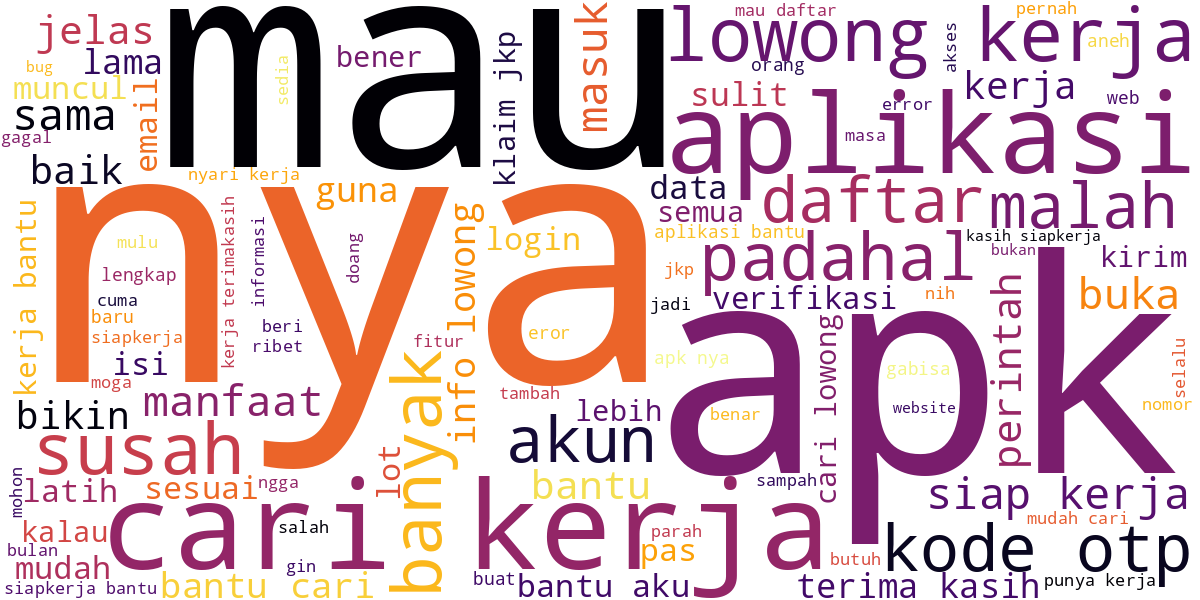 mau
nya
apk
cari kerja
aplikasi
lowong
kerja
kode otp
akun
susah
daftar
padahal
malah
banyak
siap kerja
manfaat
masuk
jelas
lama
bug
muncul
sama
gagal
email
baik
bener
sedia
klaim jkp
mau daftar
orang
akses
pernah
aneh
kerja
web
sulit
error
masa
nyari kerja
guna
data
semua
login
aplikasi bantu
kasih siapkerja
bukan
kirim
jkp
verifikasi
nih
buka
jadi
kerja bantu
mulu
lengkap
cuma
baru
siapkerja
kerja terimakasih
informasi
doang
beri
ribet
isi
moga
fitur
eror
info lowong
tambah
apk nya
gabisa
benar
website
cari lowong
perintah
selalu
nomor
bikin
lebih
lot
latih
sesuai
ngga
bantu
sampah
mohon
kalau
salah
bulan
mudah
gin
siapkerja bantu
bantu cari
buat
bantu aku
parah
pas
butuh
mudah cari
terima kasih
punya kerja